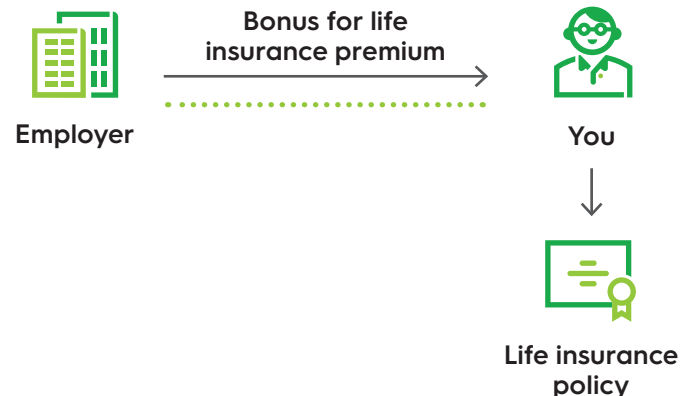 Bonus for life
insurance premium
Employer
You
Life insurance
policy